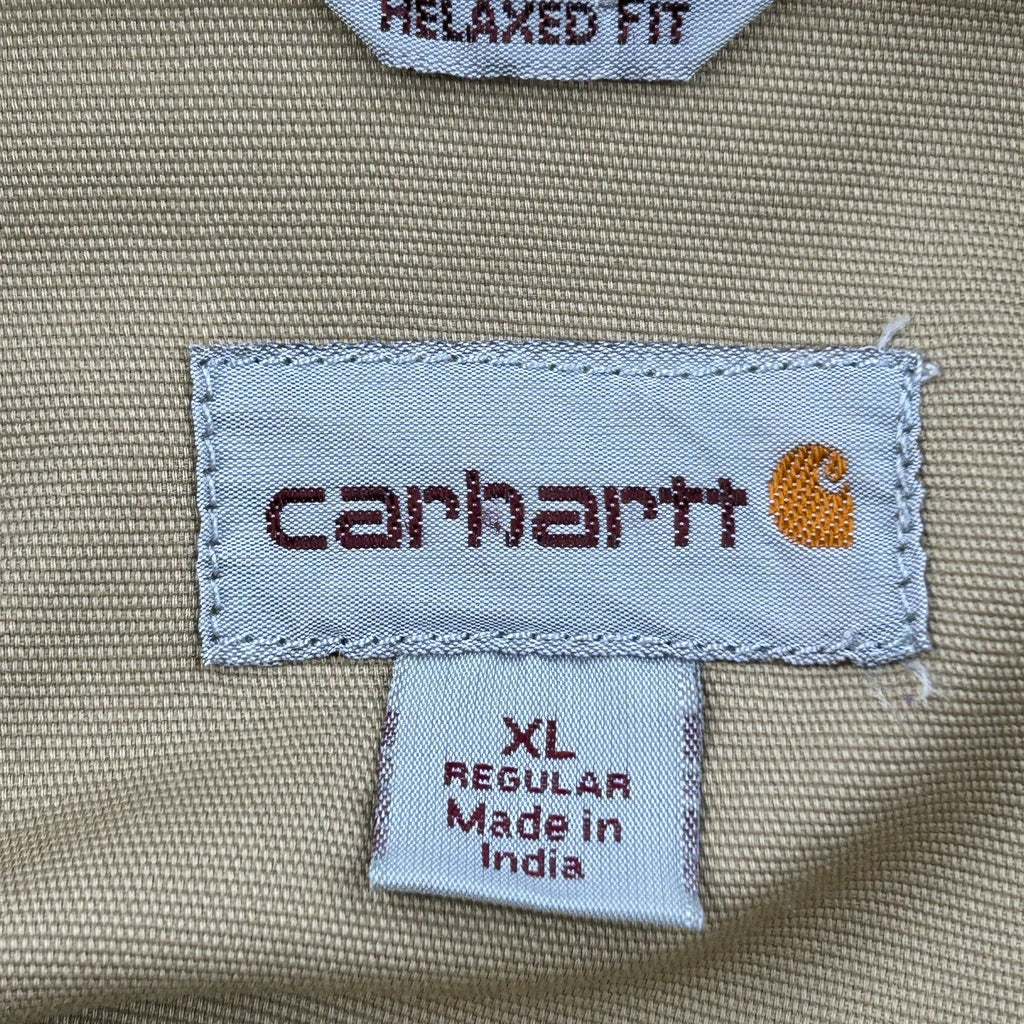 RELAXED FIT
carhartt
XL
REGULAR
Made in
India